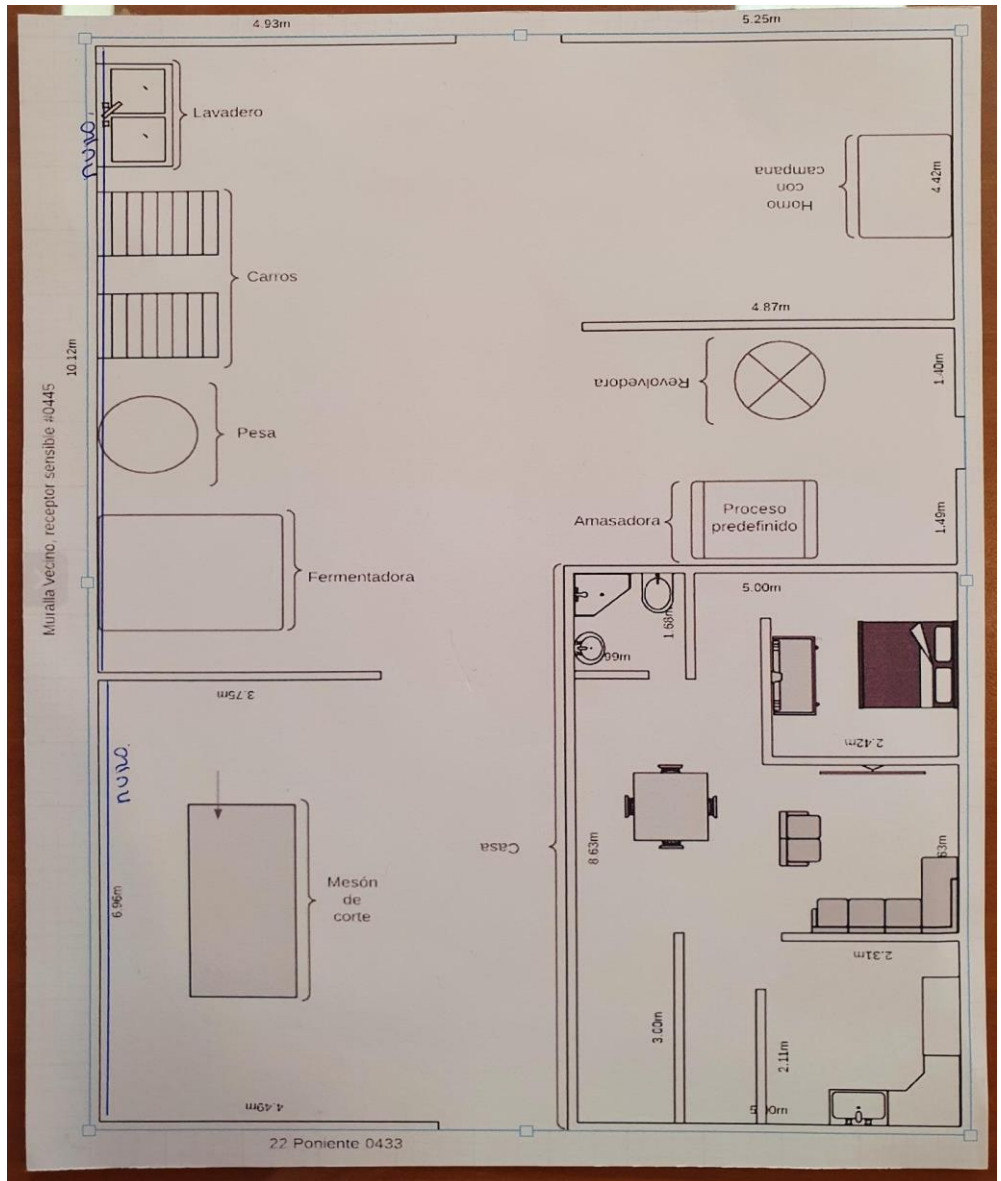 4.93m
5.25m
Lavadero
muro.
Horno
con
campana
4.42m
Carros
4.87m
10.12m
Muralla Vecino, receptor sensible #0445
Revolvedora
1.40m
Pesa
Amasadora
Proceso
predefinido
1.49m
Fermentadora
5.00m
1.68m
3.75m
2.42m
muro.
Casa
8.63m
Mesón
de
corte
6.96m
2.31m
3.00m
2.11m
4.49m
22 Poniente 0433